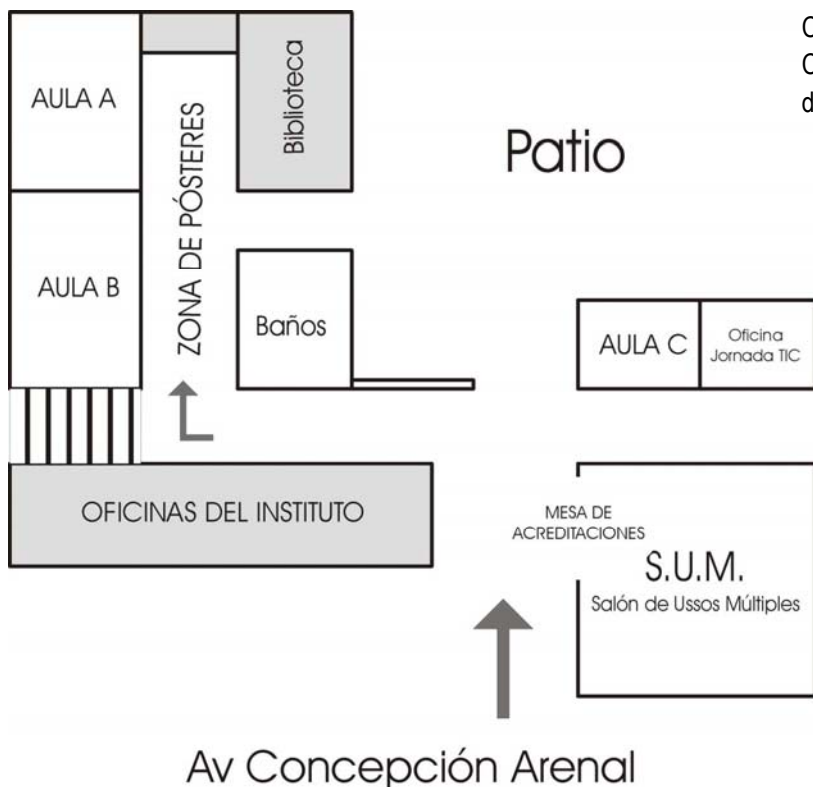 AULA A
Biblioteca
ZONA DE PÓSTERES
Patio
AULA B
Baños
AULA C
Oficina
Jornada TIC
OFICINAS DEL INSTITUTO
MESA DE
ACREDITACIONES
S.U.M.
Salón de Ussos Múltiples
Av Concepción Arenal